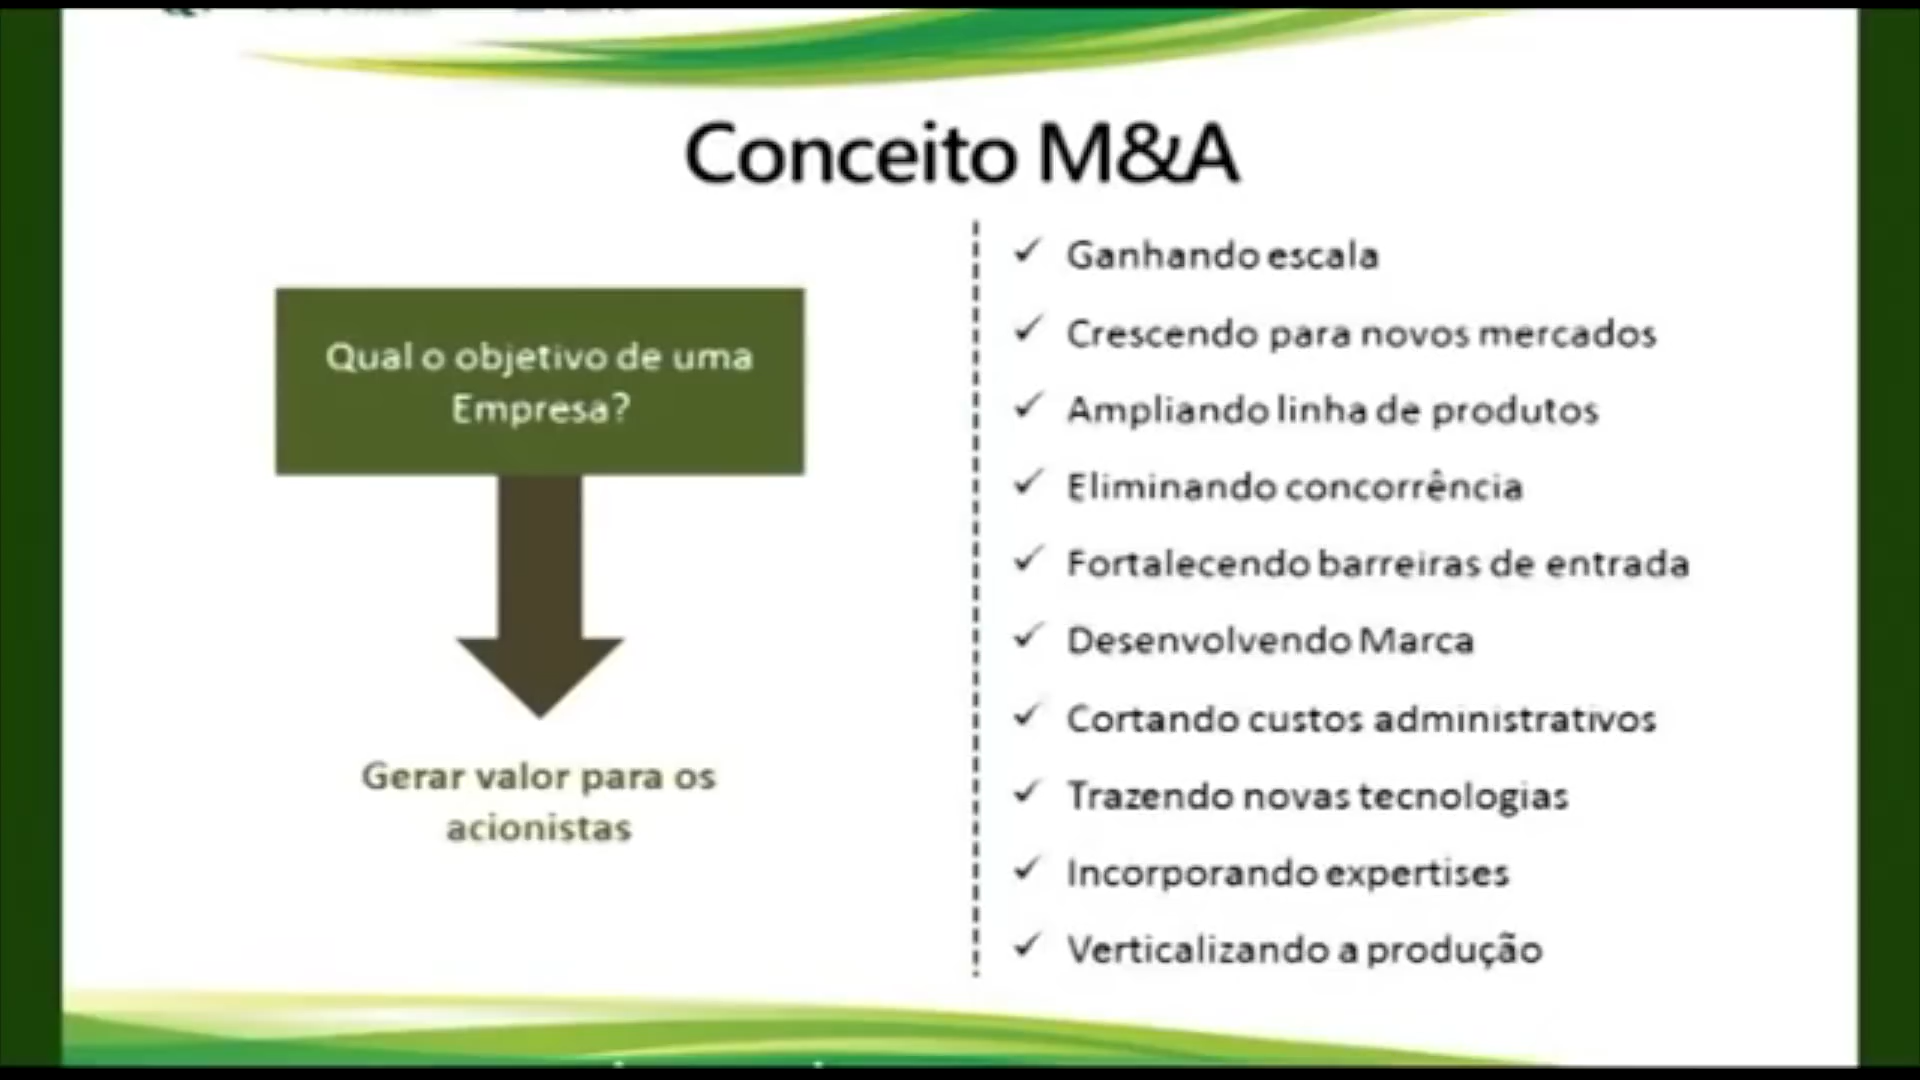 Conceito M&A
Qual o objetivo de uma
Empresa?
Gerar valor para os
acionistas
✓ Ganhando escala
✓ Crescendo para novos mercados
✓ Ampliando linha de produtos
✓ Eliminando concorrência
✓ Fortalecendo barreiras de entrada
✓ Desenvolvendo Marca
✓ Cortando custos administrativos
✓ Trazendo novas tecnologias
✓ Incorporando expertises
✓ Verticalizando a produção